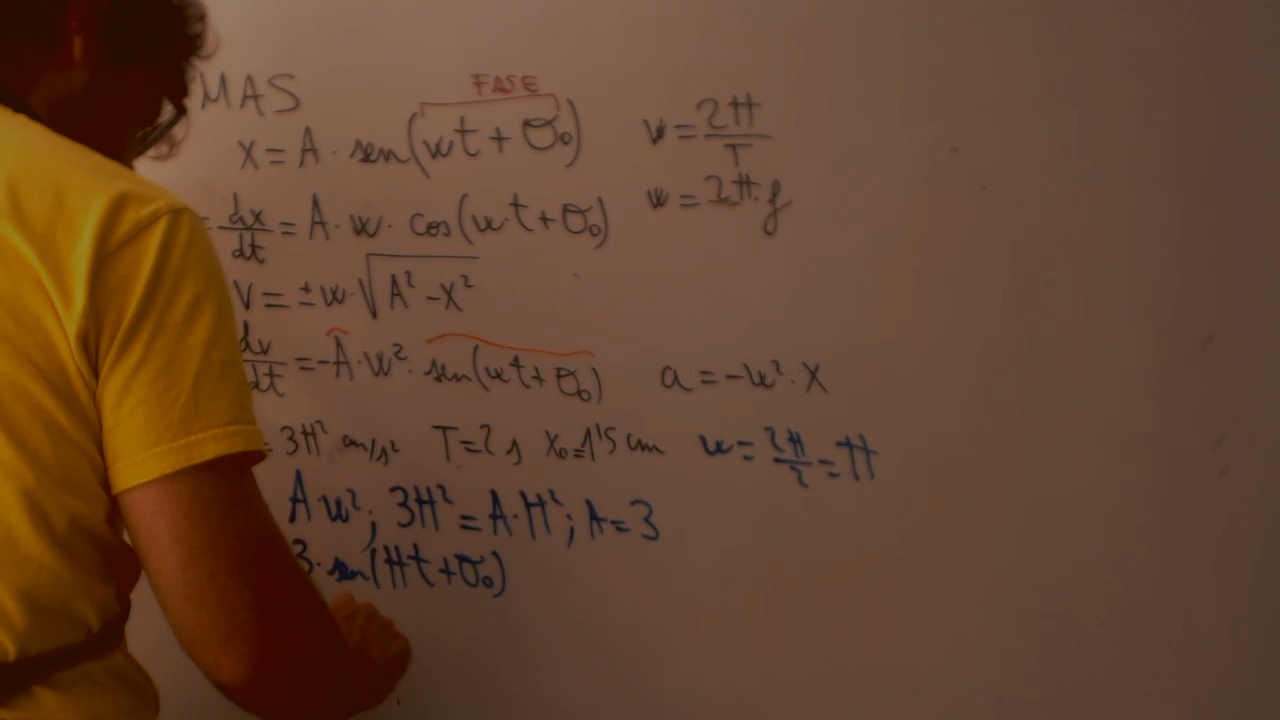 MAS
FASE
x = A · sen(wt + θ₀)
w = 2π/T
w = 2π·f
dx/dt = A · w · cos(w·t + θ₀)
V = ± w · √(A² - x²)
dv/dt = -A · w² · sen(wt + θ₀)
a = -w² · X
= 3π² cm/s² T = 2 s x₀ = 1'5 cm
w = 2π/2 = π
A w² ; 3π² = A · π² ; A = 3
3 · sen(πt + θ₀)